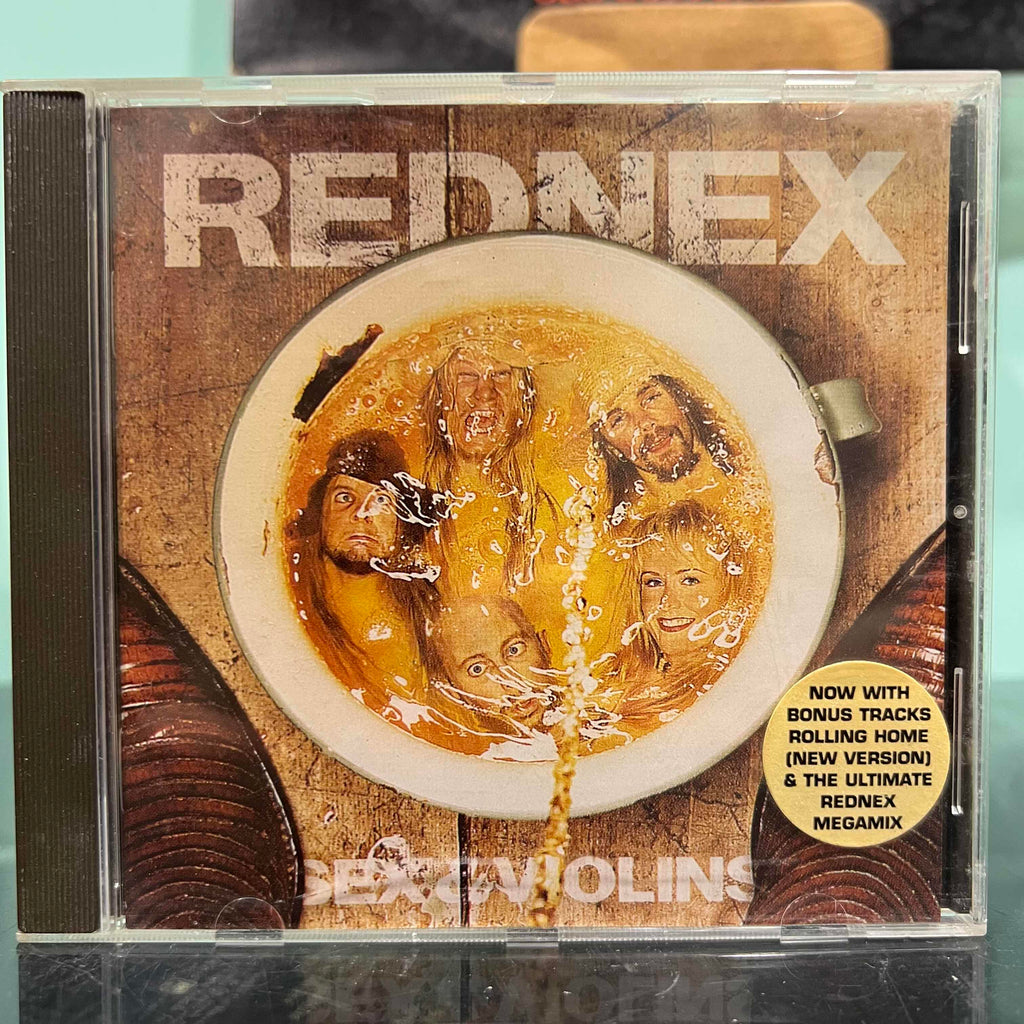 REDNEX
NOW WITH
BONUS TRACKS
ROLLING HOME
(NEW VERSION)
& THE ULTIMATE
REDNEX
MEGAMIX
SEX & VIOLINS